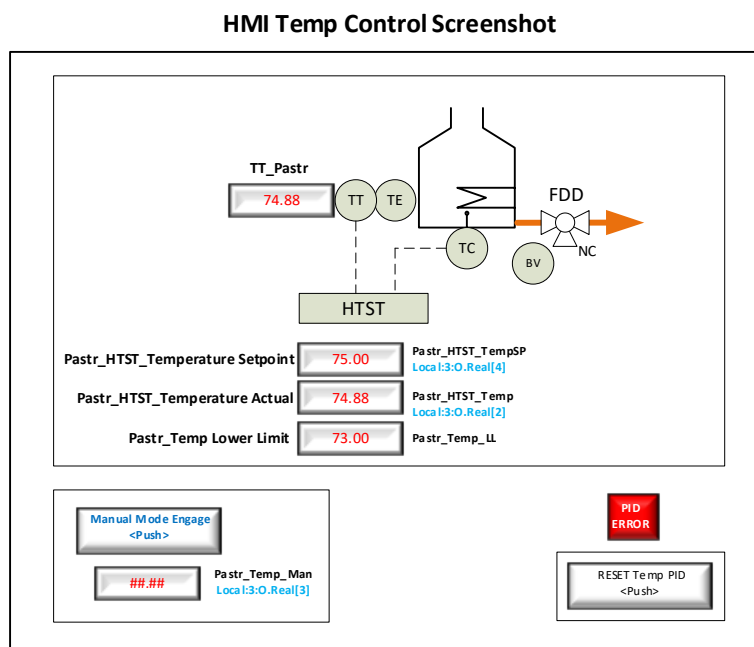 HMI Temp Control Screenshot
TT_Pastr
74.88
TT
TE
FDD
TC
BV
NC
HTST
Pastr_HTST_Temperature Setpoint
75.00
Pastr_HTST_TempSP
Local:3:O.Real[4]
Pastr_HTST_Temperature Actual
74.88
Pastr_HTST_Temp
Local:3:O.Real[2]
Pastr_Temp Lower Limit
73.00
Pastr_Temp_LL
Manual Mode Engage
<Push>
##.##
Pastr_Temp_Man
Local:3:O.Real[3]
PID
ERROR
RESET Temp PID
<Push>